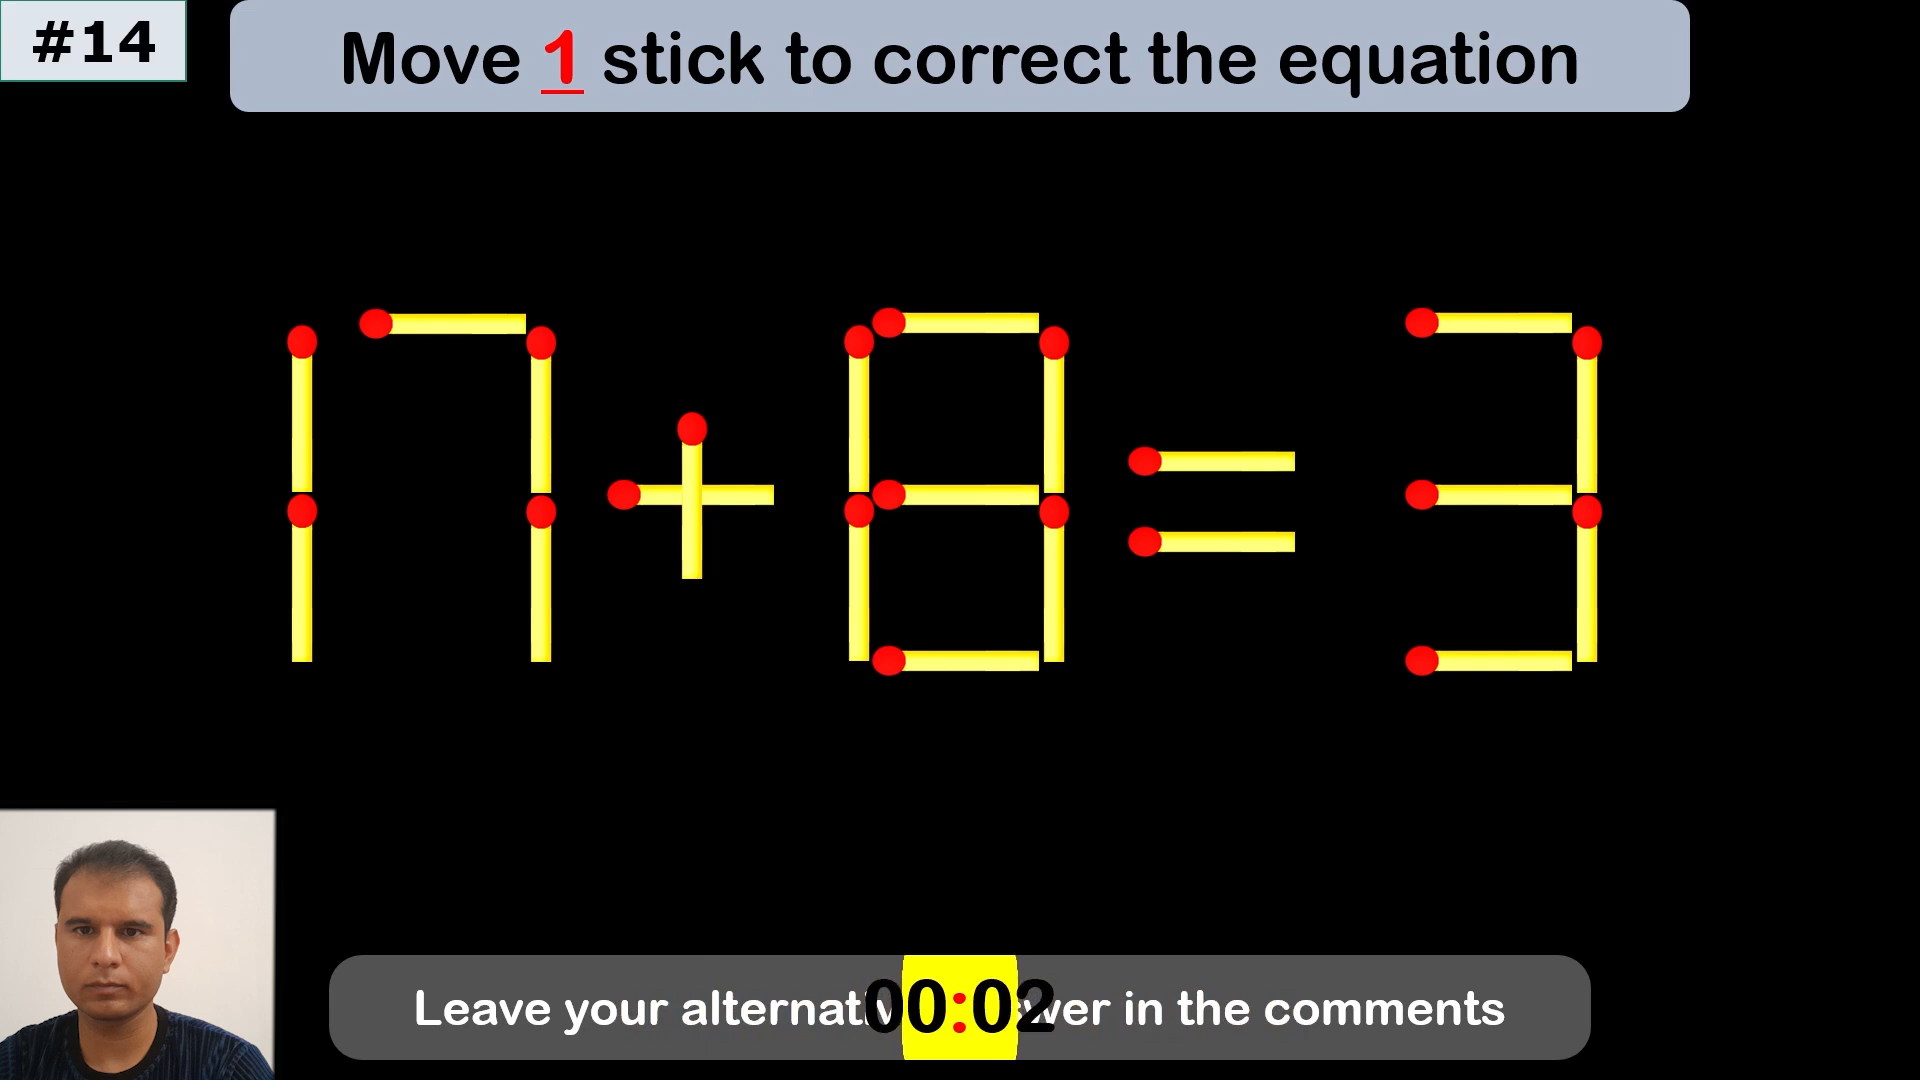 #14
Move 1 stick to correct the equation
17+8=3
Leave your alternati wer in the comments
00:02